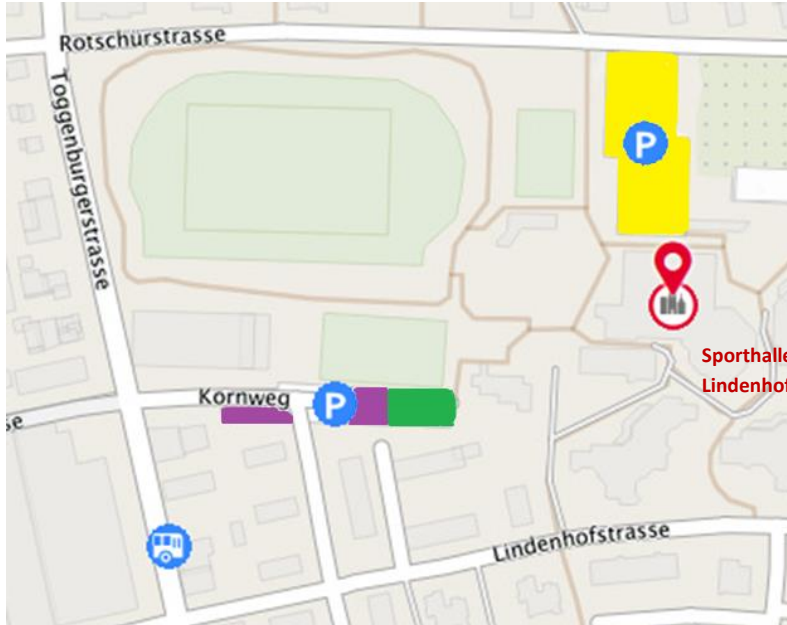 Rotschürstrasse
Toggenburgerstrasse
P
Sporthalle
Lindenhof
Kornweg
P
se
Lindenhofstrasse